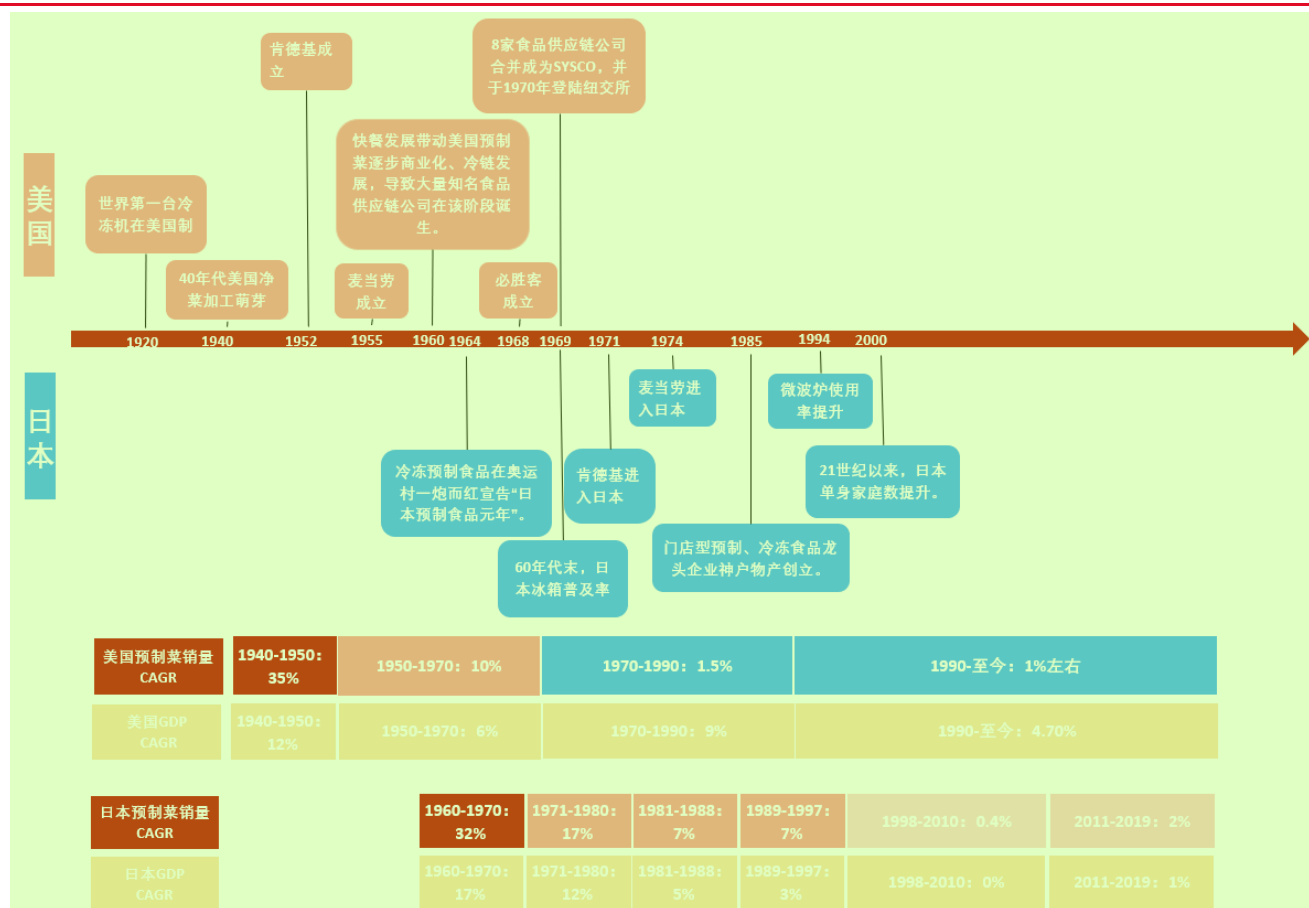 美国
肯德基成
立
8家食品供应链公司
合并成为SYSCO，并
于1970年登陆纽交所
快餐发展带动美国预制
菜逐步商业化、冷链发
展，导致大量知名食品
供应链公司在该阶段诞
生。
世界第一台冷
冻机在美国制
40年代美国净
菜加工萌芽
麦当劳
成立
必胜客
成立
1920 1940 1952 1955 1960 1964 1968 1969 1971 1974 1985 1994 2000
日本
麦当劳进
入日本
微波炉使用
率提升
冷冻预制食品在奥运
村一炮而红宣告“日
本预制食品元年”。
肯德基进
入日本
21世纪以来，日本
单身家庭数提升。
60年代末，日
本冰箱普及率
门店型预制、冷冻食品龙
头企业神户物产创立。
美国预制菜销量
CAGR
1940-1950：
35%
1950-1970：10%
1970-1990：1.5%
1990-至今：1%左右
美国GDP
CAGR
1940-1950：
12%
1950-1970：6%
1970-1990：9%
1990-至今：4.70%
日本预制菜销量
CAGR
1960-1970：
32%
1971-1980：
17%
1981-1988：
7%
1989-1997：
7%
1998-2010：0.4%
2011-2019：2%
日本GDP
CAGR
1960-1970：
17%
1971-1980：
12%
1981-1988：
5%
1989-1997：
3%
1998-2010：0%
2011-2019：1%